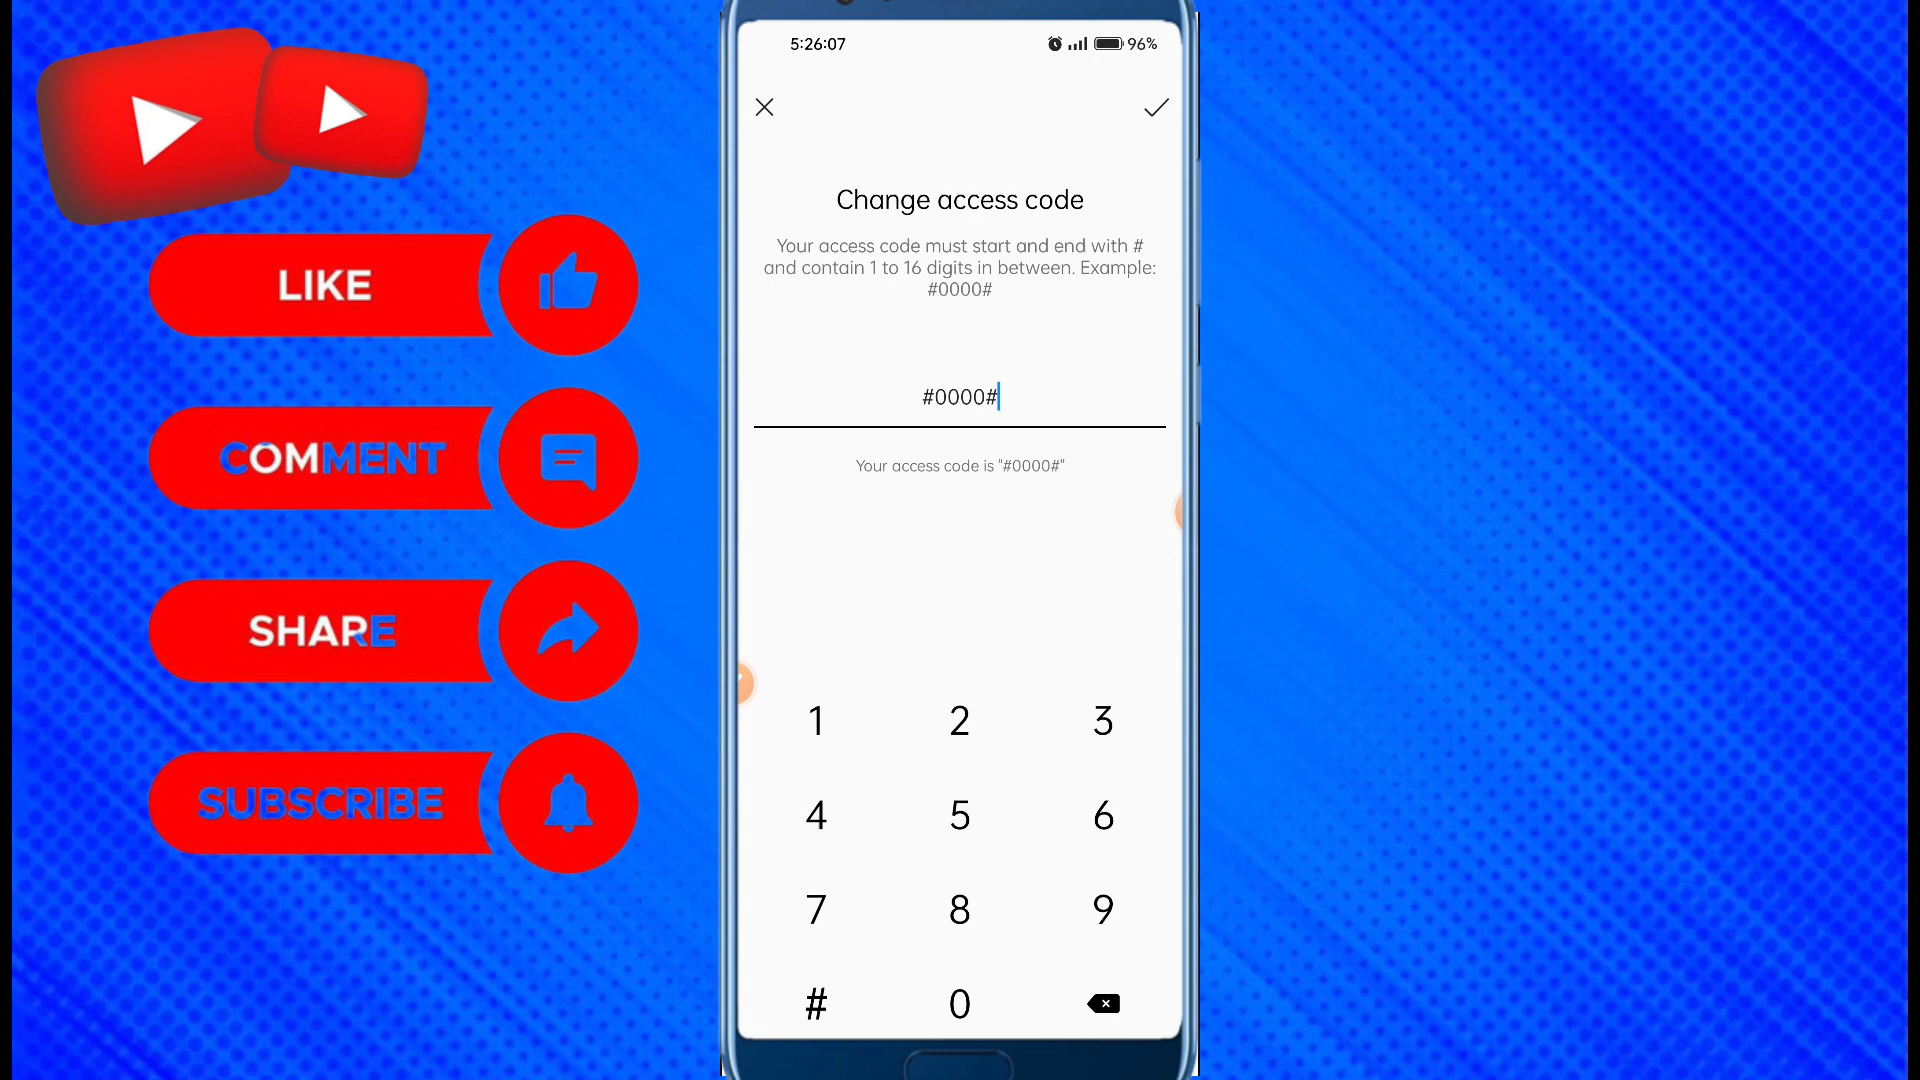 5:26:07
96%
Change access code
Your access code must start and end with #
and contain 1 to 16 digits in between. Example:
#0000#
#0000#
Your access code is "#0000#"
1 2 3
4 5 6
7 8 9
# 0
LIKE
COMMENT
SHARE
SUBSCRIBE